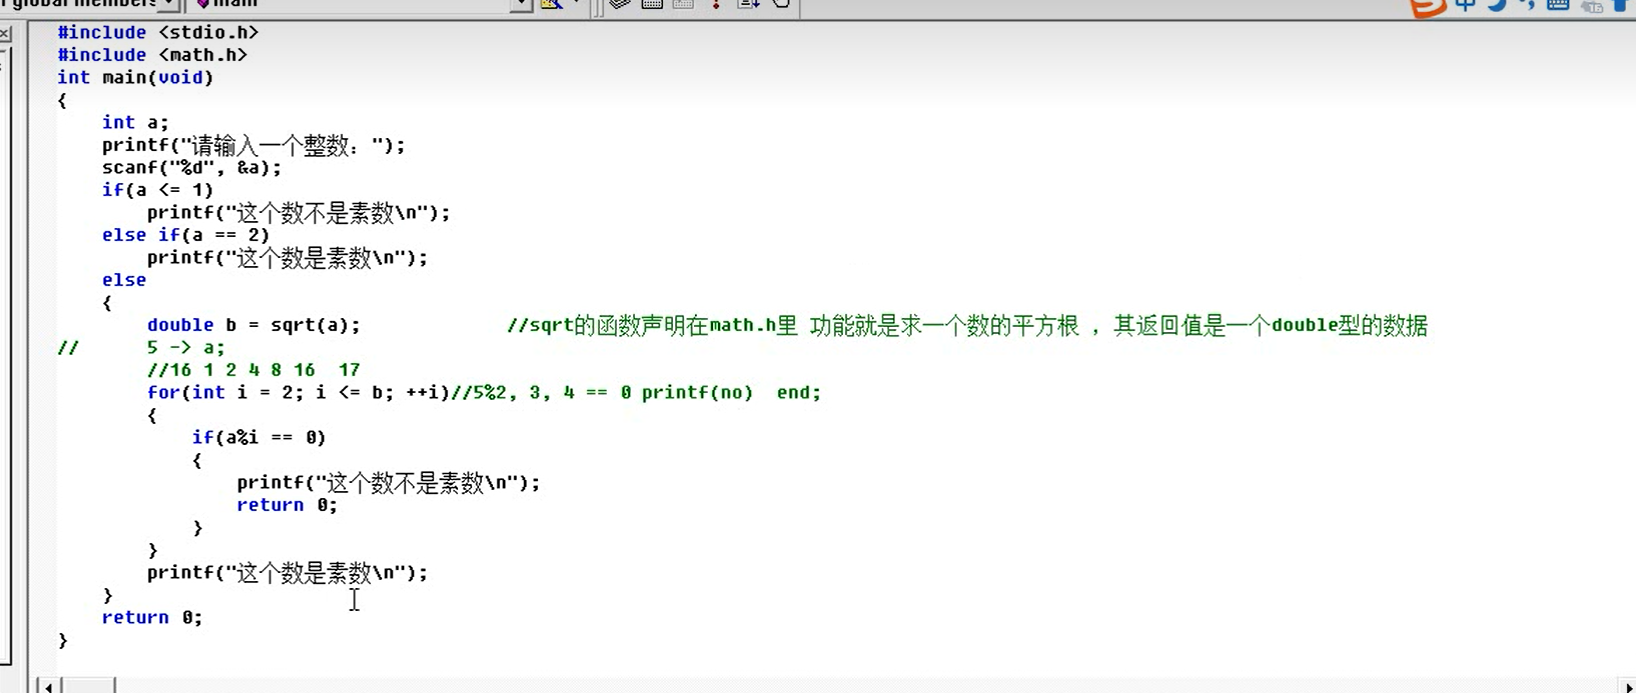 main
#include <stdio.h>
#include <math.h>
int main(void)
{
int a;
printf("请输入一个整数：");
scanf("%d", &a);
if(a <= 1)
printf("这个数不是素数\n");
else if(a == 2)
printf("这个数是素数\n");
else
{
double b = sqrt(a); //sqrt的函数声明在math.h里 功能就是求一个数的平方根 ，其返回值是一个double型的数据
// 5 -> a;
//16 1 2 4 8 16 17
for(int i = 2; i <= b; ++i)//5%2, 3, 4 == 0 printf(no) end;
{
if(a%i == 0)
{
printf("这个数不是素数\n");
return 0;
}
}
printf("这个数是素数\n");
}
return 0;
}